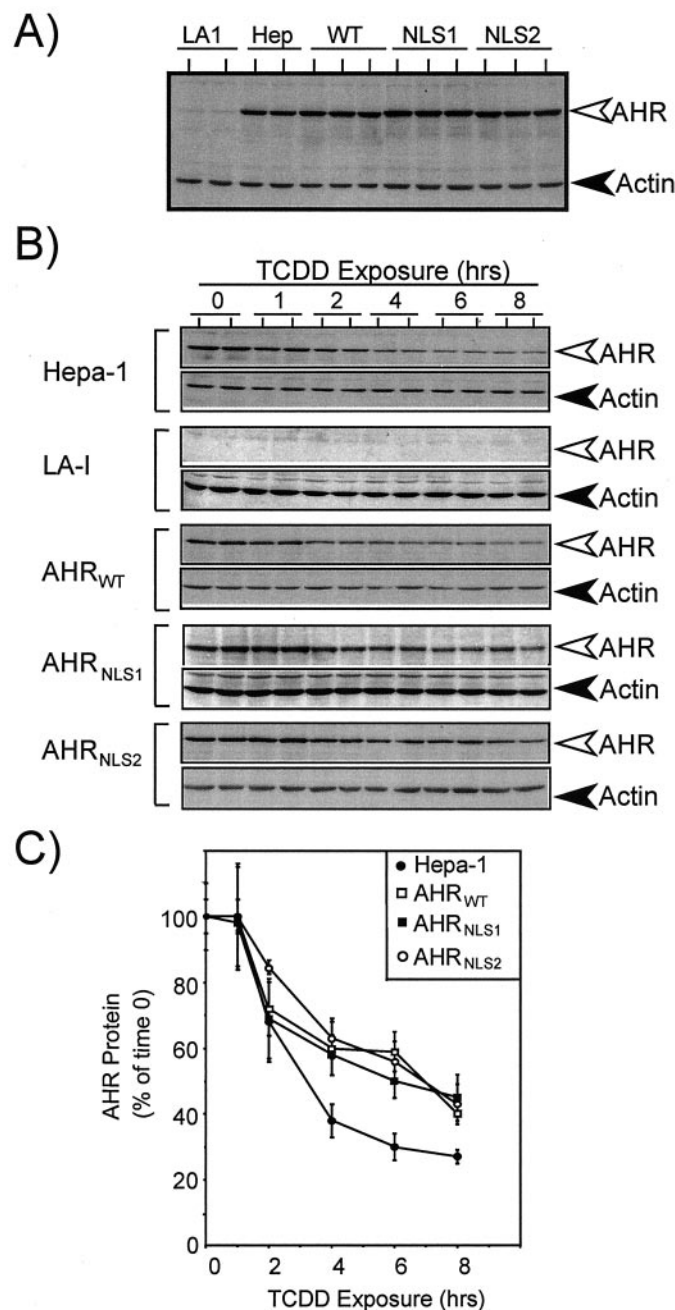 A)
LA1 Hep WT NLS1 NLS2
AHR
Actin
B)
TCDD Exposure (hrs)
0 1 2 4 6 8
Hepa-1
AHR
Actin
LA-I
AHR
Actin
AHRWT
AHR
Actin
AHRNLS1
AHR
Actin
AHRNLS2
AHR
Actin
C)
Hepa-1
AHRWT
AHRNLS1
AHRNLS2
AHR Protein
(% of time 0)
100
80
60
40
20
0
0 2 4 6 8
TCDD Exposure (hrs)